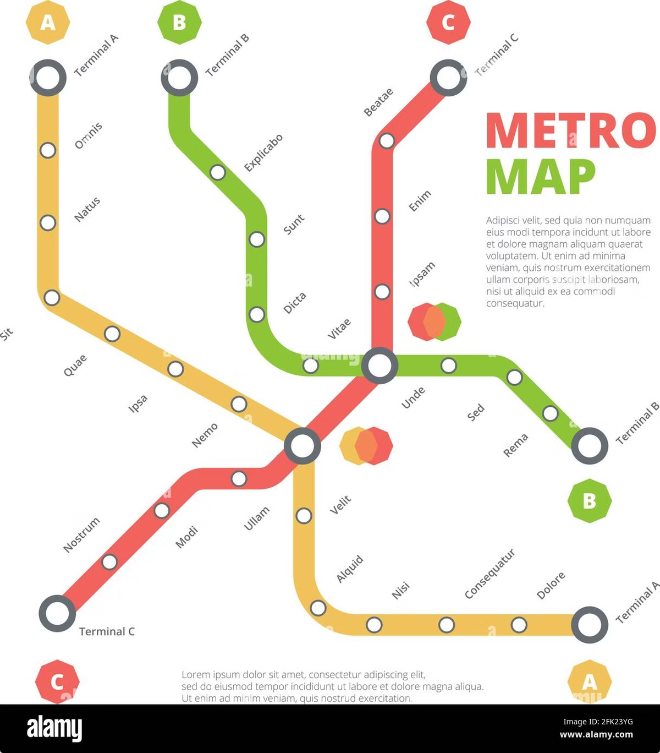 A
B
C
Terminal A
Terminal B
Terminal C
Omnis
Natus
Sit
Quae
Ipsa
Nemo
Explicabo
Sunt
Dicta
Vitae
Beatae
Enim
Ipsam
METRO
MAP
Adipisci velit, sed quia non numquam
eius modi tempora incidunt ut labore
et dolore magnam aliquam quaerat
voluptatem. Ut enim ad minima
veniam, quis nostrum exercitationem
ullam corporis suscipit laboriosam,
nisi ut aliquid ex ea commodi
consequatur.
Unde
Sed
Rema
Terminal B
B
Nostrum
Modi
Ullam
Velit
Alquid
Nisi
Consequatur
Dolore
Terminal A
A
Terminal C
C
Lorem ipsum dolor sit amet, consectetur adipiscing elit,
sed do eiusmod tempor incididunt ut labore et dolore magna aliqua.
Ut enim ad minim veniam, quis nostrud exercitation.
alamy
Image ID: 2FK23YG
www.alamy.com